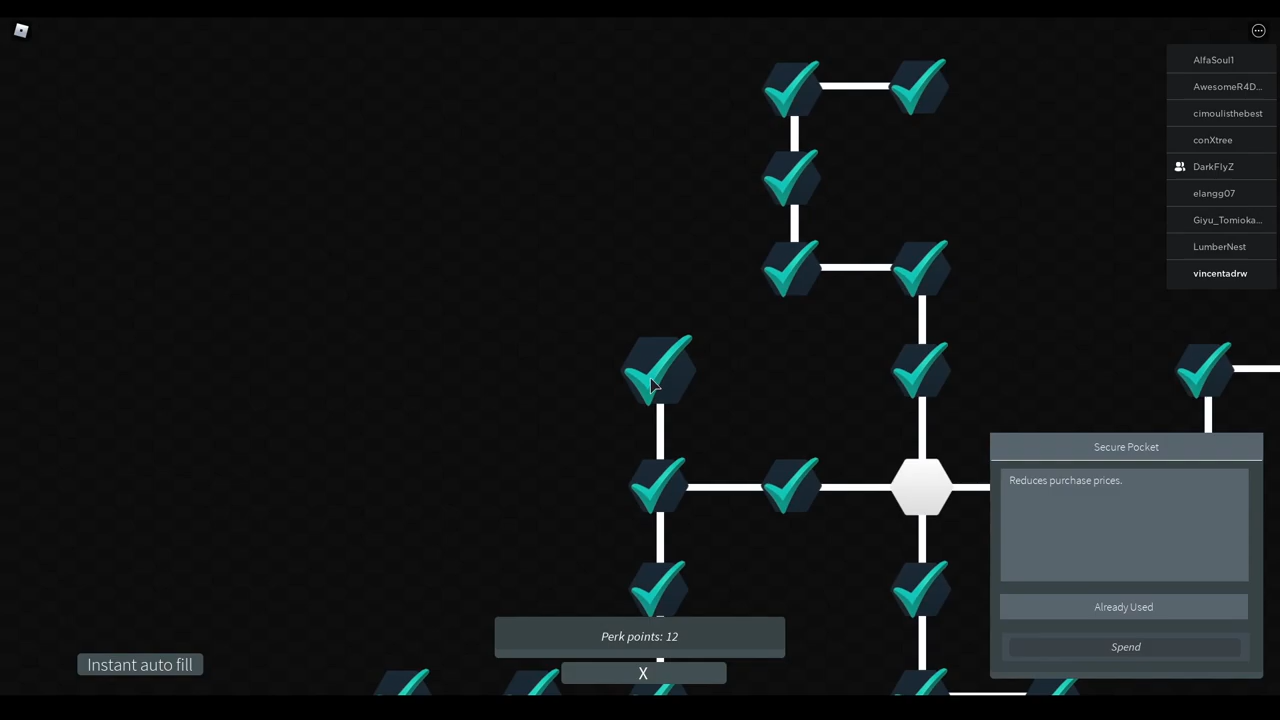 AlfaSoul1
AwesomeR4D...
cimoulisthebest
conXtree
DarkFlyZ
elangg07
Giyu_Tomioka...
LumberNest
vincentadrw
Secure Pocket
Reduces purchase prices.
Already Used
Spend
Perk points: 12
X
Instant auto fill